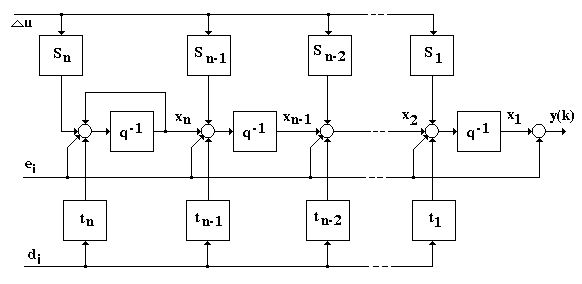 △u
Sn Sn-1 Sn-2 S1
q-1 xn q-1 xn-1 x2 q-1 x1 y(k)
ei
tn tn-1 tn-2 t1
di